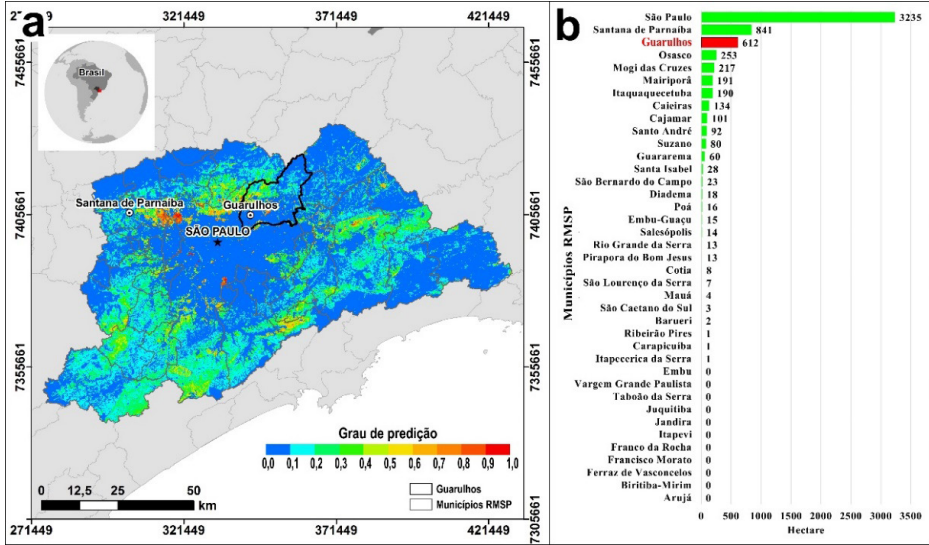 a
271449 321449 371449 421449
7455661
7405661
7355661
7305661
Brasil
Santana de Parnaiba
Guarulhos
SÃO PAULO
Grau de predição
0,0 0,1 0,2 0,3 0,4 0,5 0,6 0,7 0,8 0,9 1,0
0 12,5 25 50
km
Guarulhos
Municípios RMSP
7455661
7405661
7355661
7305661
271449 321449 371449 421449
b
Municípios RMSP
São Paulo 3235
Santana de Parnaíba 841
Guarulhos 612
Osasco 253
Mogi das Cruzes 217
Mairiporã 191
Itaquaquecetuba 190
Caieiras 134
Cajamar 101
Santo André 92
Suzano 80
Guararema 60
Santa Isabel 28
São Bernardo do Campo 23
Diadema 18
Poá 16
Embu-Guaçu 15
Salesópolis 14
Rio Grande da Serra 13
Pirapora do Bom Jesus 13
Cotia 8
São Lourenço da Serra 7
Mauá 4
São Caetano do Sul 3
Barueri 2
Ribeirão Pires 1
Carapicuíba 1
Itapecerica da Serra 1
Embu 0
Vargem Grande Paulista 0
Taboão da Serra 0
Juquitiba 0
Jandira 0
Itapevi 0
Franco da Rocha 0
Francisco Morato 0
Ferraz de Vasconcelos 0
Biritiba-Mirim 0
Arujá 0
0 500 1000 1500 2000 2500 3000 3500
Hectare